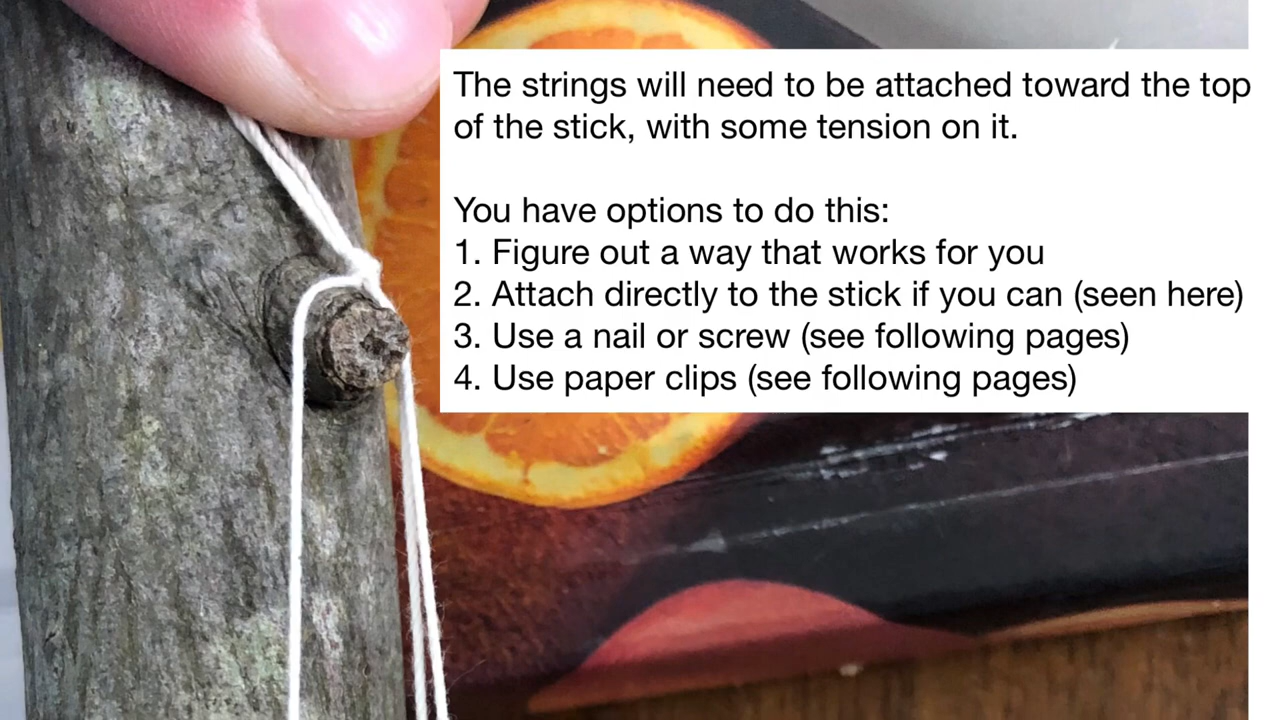 The strings will need to be attached toward the top
of the stick, with some tension on it.
You have options to do this:
1. Figure out a way that works for you
2. Attach directly to the stick if you can (seen here)
3. Use a nail or screw (see following pages)
4. Use paper clips (see following pages)